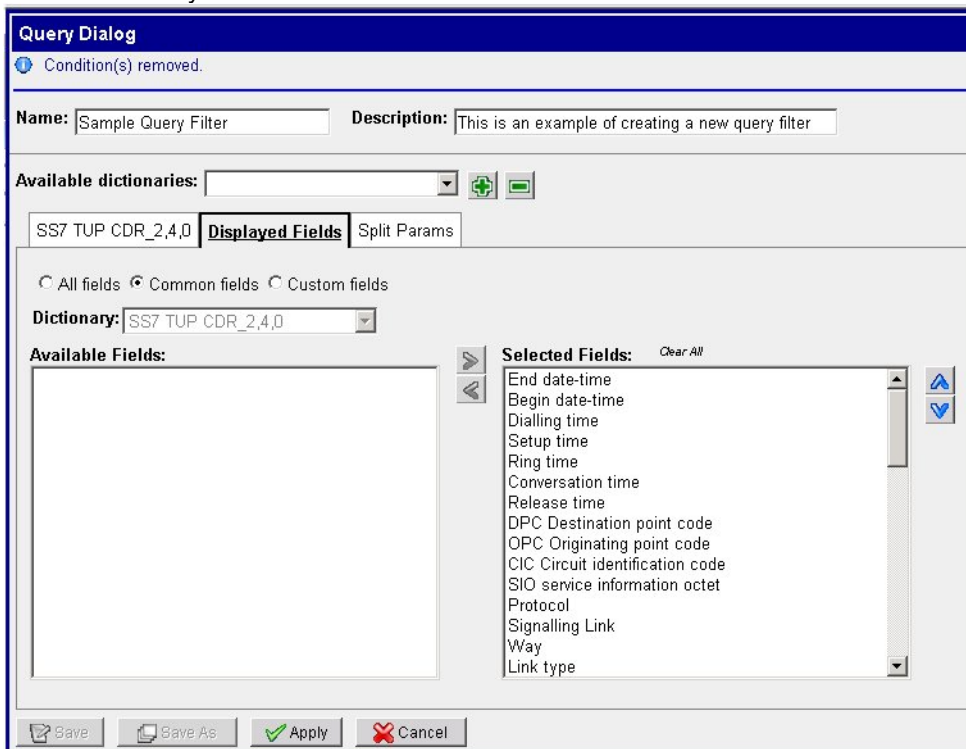 Query Dialog
Condition(s) removed.
Name: Sample Query Filter Description: This is an example of creating a new query filter
Available dictionaries:
SS7 TUP CDR_2,4,0 Displayed Fields Split Params
All fields Common fields Custom fields
Dictionary: SS7 TUP CDR_2,4,0
Available Fields: Selected Fields: Clear All
End date-time
Begin date-time
Dialling time
Setup time
Ring time
Conversation time
Release time
DPC Destination point code
OPC Originating point code
CIC Circuit identification code
SIO service information octet
Protocol
Signalling Link
Way
Link type
Save Save As Apply Cancel